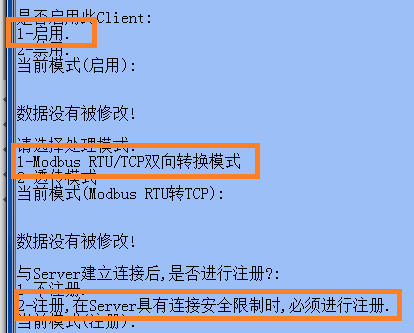 是否启用此Client:
1-启用.
2-禁用.
当前模式(启用):
数据没有被修改!
请选择处理模式:
1-Modbus RTU/TCP双向转换模式
2-透传模式
当前模式(Modbus RTU转TCP):
数据没有被修改!
与Server建立连接后,是否进行注册?:
1-不注册.
2-注册,在Server具有连接安全限制时,必须进行注册.
当前模式(注册):